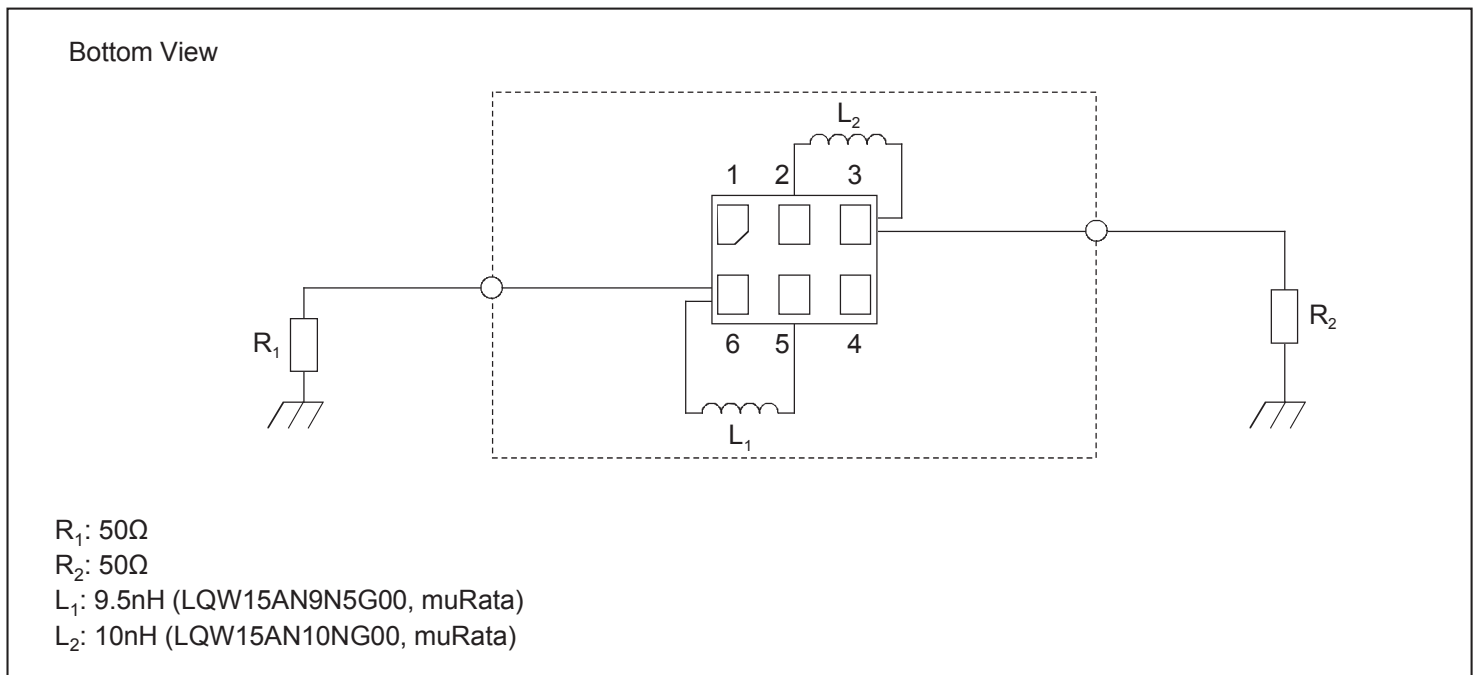 Bottom View
L₂
1 2 3
R₁
R₂
6 5 4
L₁
R₁: 50Ω
R₂: 50Ω
L₁: 9.5nH (LQW15AN9N5G00, muRata)
L₂: 10nH (LQW15AN10NG00, muRata)